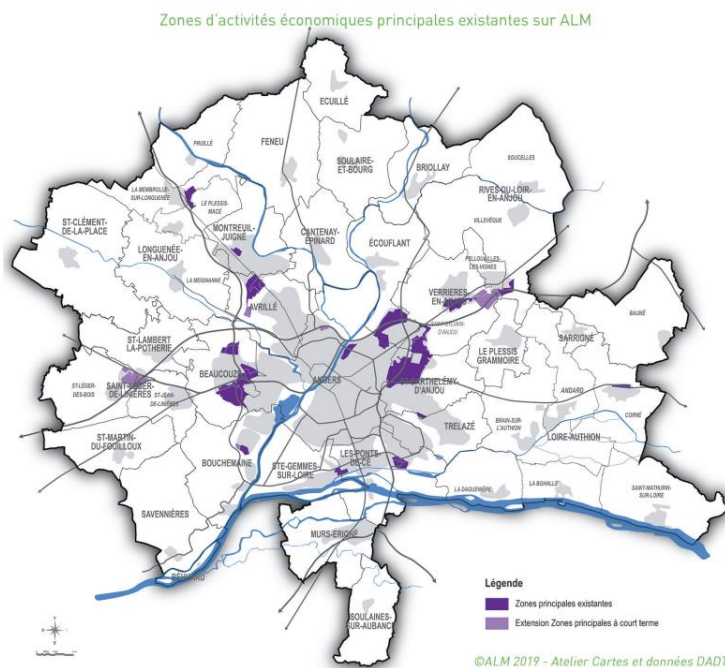 Zones d'activités économiques principales existantes sur ALM
ECUILLÉ
PRUILLÉ
FENEU
SOULAIRE-
ET-BOURG
BRIOLLAY
SOUCELLES
RIVES-DU-LOIR-
EN-ANJOU
VILLEVÊQUE
LA MEMBROLLE-
SUR-LONGUENÉE
LE PLESSIS-
MACÉ
MONTREUIL-
JUIGNÉ
ST-CLÉMENT-
DE-LA-PLACE
LONGUENÉE-
EN-ANJOU
CANTENAY-
ÉPINARD
ÉCOUFLANT
PELLOUAILLES-
LES-VIGNES
LA MEIGNANNE
AVRILLÉ
VERRIERES-
EN-ANJOU
D'ANJOU
BAUNÉ
SARRIGNÉ
ST-LAMBERT
LA-POTHERIE
LE PLESSIS
GRAMMOIRE
BEAUCOUZÉ
ANGERS
ST-LÉGER-
DES-BOIS
SAINT-LÉGER-
DE-LINIÈRES
ST-JEAN-
DE-LINIÈRES
BARTHÉLÉMY
D'ANJOU
ANDARD
CORNÉ
BRAIN-SUR-
L'AUTHION
LOIRE-AUTHION
TRELAZÉ
ST-MARTIN-
DU-FOUILLOUX
BOUCHEMAINE
STE-GEMMES-
SUR-LOIRE
LES-PONTS-
DE-CÉ
LA DAGUENIÈRE
LA BOHALLE
SAINT-MATHURIN-
SUR-LOIRE
SAVENNIÈRES
MURS-ERIGNÉ
BÉHUARD
SOULAINES-
SUR-AUBANCE
Légende
Zones principales existantes
Extension Zones principales à court terme
©ALM 2019 - Atelier Cartes et données DADT